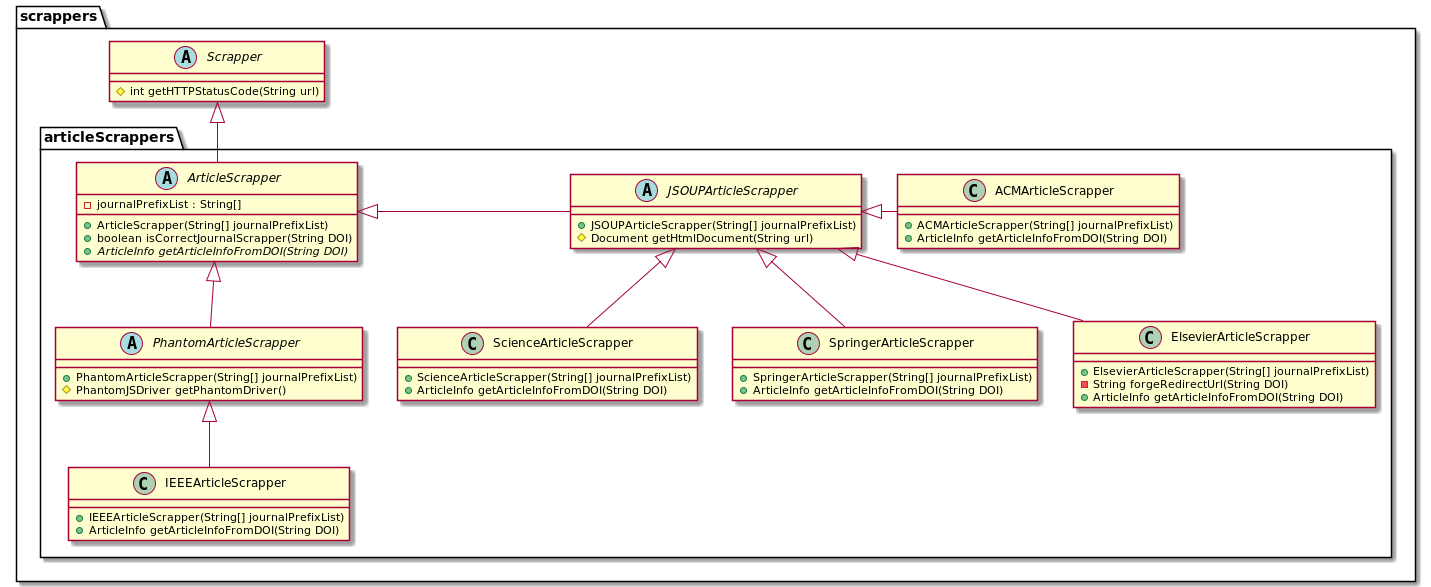 scrappers
A Scrapper
int getHTTPStatusCode(String url)
articleScrappers
A ArticleScrapper
journalPrefixList : String[]
ArticleScrapper(String[] journalPrefixList)
boolean isCorrectJournalScrapper(String DOI)
ArticleInfo getArticleInfoFromDOI(String DOI)
A JSOUPArticleScrapper
JSOUPArticleScrapper(String[] journalPrefixList)
Document getHtmlDocument(String url)
C ACMArticleScrapper
ACMArticleScrapper(String[] journalPrefixList)
ArticleInfo getArticleInfoFromDOI(String DOI)
A PhantomArticleScrapper
PhantomArticleScrapper(String[] journalPrefixList)
PhantomJSDriver getPhantomDriver()
C ScienceArticleScrapper
ScienceArticleScrapper(String[] journalPrefixList)
ArticleInfo getArticleInfoFromDOI(String DOI)
C SpringerArticleScrapper
SpringerArticleScrapper(String[] journalPrefixList)
ArticleInfo getArticleInfoFromDOI(String DOI)
C ElsevierArticleScrapper
ElsevierArticleScrapper(String[] journalPrefixList)
String forgeRedirectUrl(String DOI)
ArticleInfo getArticleInfoFromDOI(String DOI)
C IEEEArticleScrapper
IEEEArticleScrapper(String[] journalPrefixList)
ArticleInfo getArticleInfoFromDOI(String DOI)